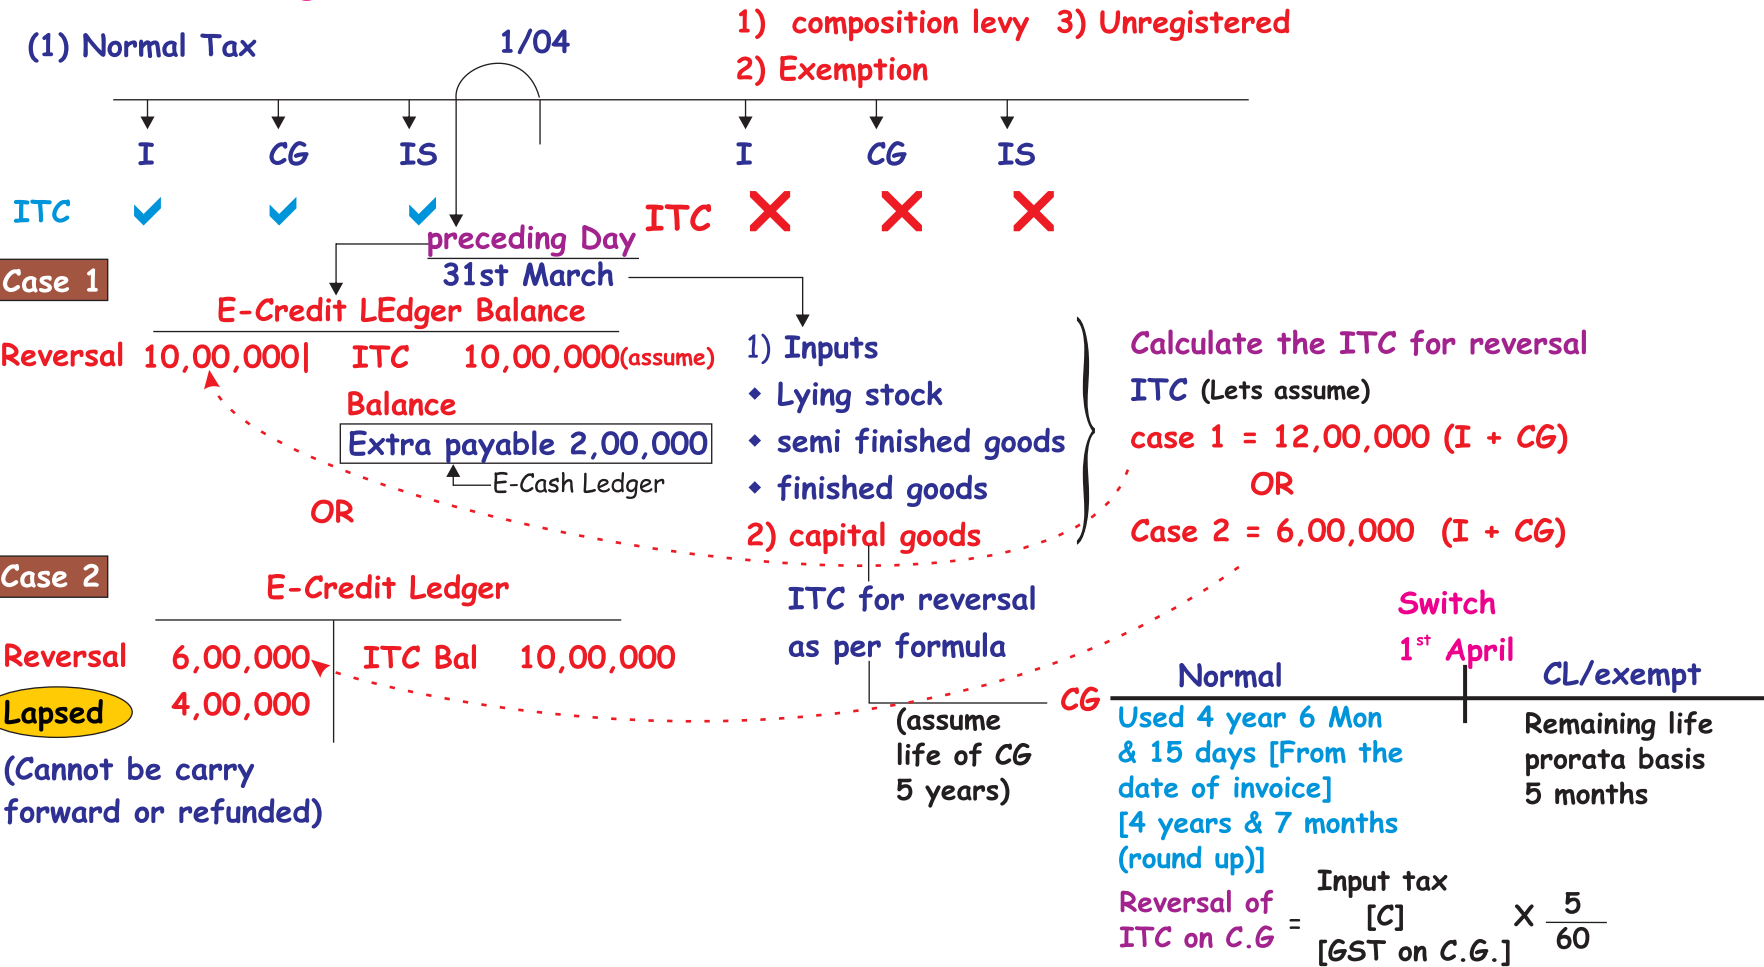 (1) Normal Tax
1/04
1) composition levy 3) Unregistered
2) Exemption
I CG IS
I CG IS
ITC
ITC
preceding Day
31st March
Case 1
E-Credit LEdger Balance
Reversal 10,00,000| ITC 10,00,000(assume)
Balance
Extra payable 2,00,000
E-Cash Ledger
1) Inputs
◆ Lying stock
◆ semi finished goods
◆ finished goods
2) capital goods
Calculate the ITC for reversal
ITC (Lets assume)
case 1 = 12,00,000 (I + CG)
OR
Case 2 = 6,00,000 (I + CG)
OR
Case 2
E-Credit Ledger
Reversal 6,00,000 ITC Bal 10,00,000
Lapsed 4,00,000
(Cannot be carry
forward or refunded)
ITC for reversal
as per formula
(assume
life of CG
5 years)
CG
Switch
1st April
Normal
CL/exempt
Used 4 year 6 Mon
& 15 days [From the
date of invoice]
[4 years & 7 months
(round up)]
Remaining life
prorata basis
5 months
Reversal of
ITC on C.G
=
Input tax
[C]
[GST on C.G.]
X
5
60